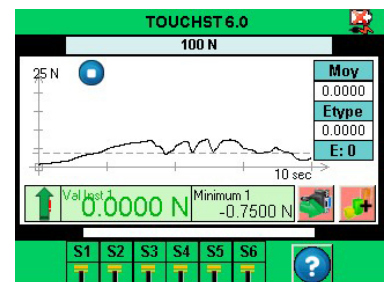 TOUCHST 6.0
100 N
25 N
Moy
0.0000
Etype
0.0000
E: 0
10 sec
Val Inst 1
0.0000 N
Minimum 1
-0.7500 N
S1 S2 S3 S4 S5 S6
?